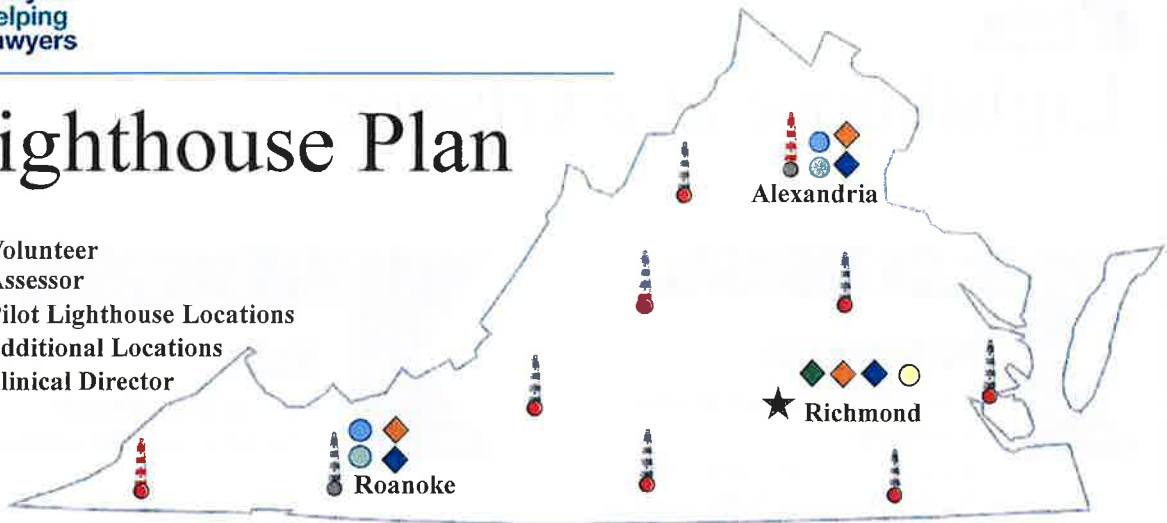 elping
awyers
ighthouse Plan
Volunteer
Assessor
Pilot Lighthouse Locations
dditional Locations
linical Director
Alexandria
Richmond
Roanoke